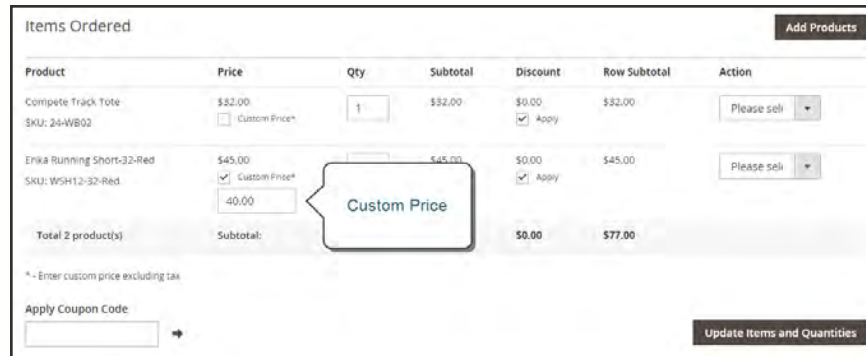 Items Ordered
Add Products
Product Price Qty Subtotal Discount Row Subtotal Action
Compete Track Tote $32.00 1 $32.00 $0.00 $32.00 Please sel
SKU: 24-WB02 Custom Price* Apply
Erika Running Short-32-Red $45.00 $45.00 $0.00 $45.00 Please sel
SKU: WSH12-32-Red Custom Price* Apply
40.00 Custom Price
Total 2 product(s) Subtotal: $0.00 $77.00
* - Enter custom price excluding tax
Apply Coupon Code
Update Items and Quantities